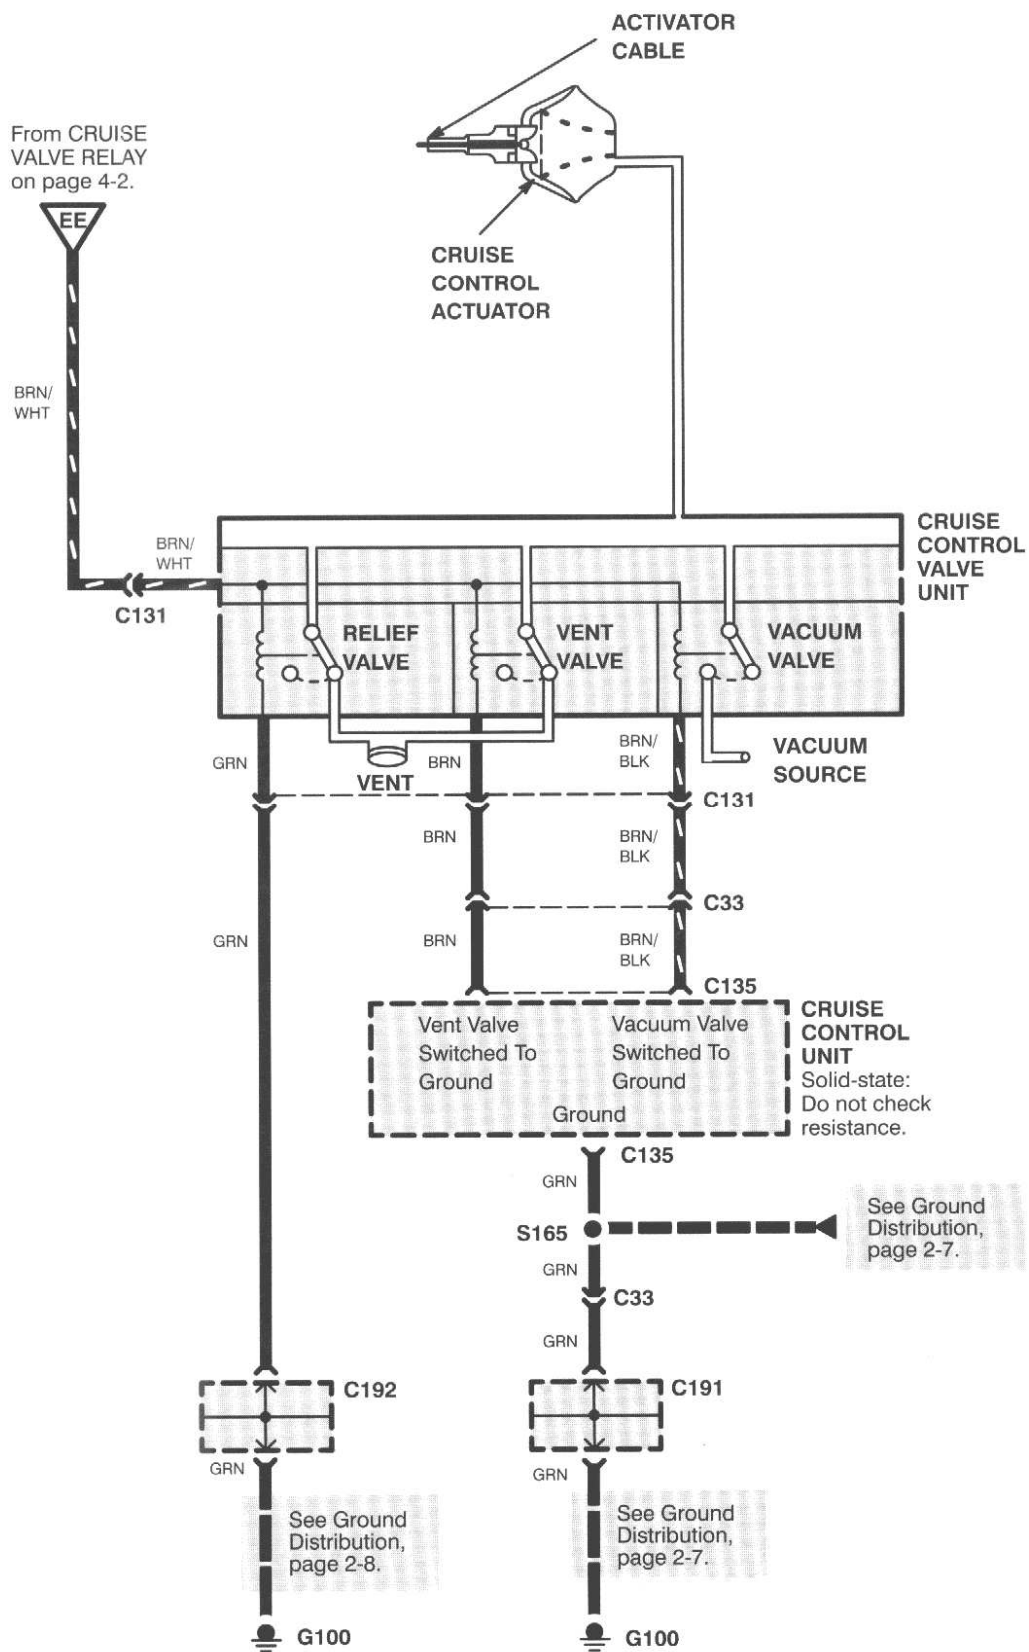 ACTIVATOR
CABLE
From CRUISE
VALVE RELAY
on page 4-2.
EE
CRUISE
CONTROL
ACTUATOR
BRN/
WHT
BRN/
WHT
C131
CRUISE
CONTROL
VALVE
UNIT
RELIEF
VALVE
VENT
VALVE
VACUUM
VALVE
GRN
VENT
BRN
BRN/
BLK
VACUUM
SOURCE
C131
BRN
BRN/
BLK
C33
GRN
BRN
BRN/
BLK
C135
Vent Valve
Switched To
Ground
Vacuum Valve
Switched To
Ground
Ground
CRUISE
CONTROL
UNIT
Solid-state:
Do not check
resistance.
C135
GRN
S165
See Ground
Distribution,
page 2-7.
GRN
C33
GRN
C192
C191
GRN
GRN
See Ground
Distribution,
page 2-8.
See Ground
Distribution,
page 2-7.
G100
G100